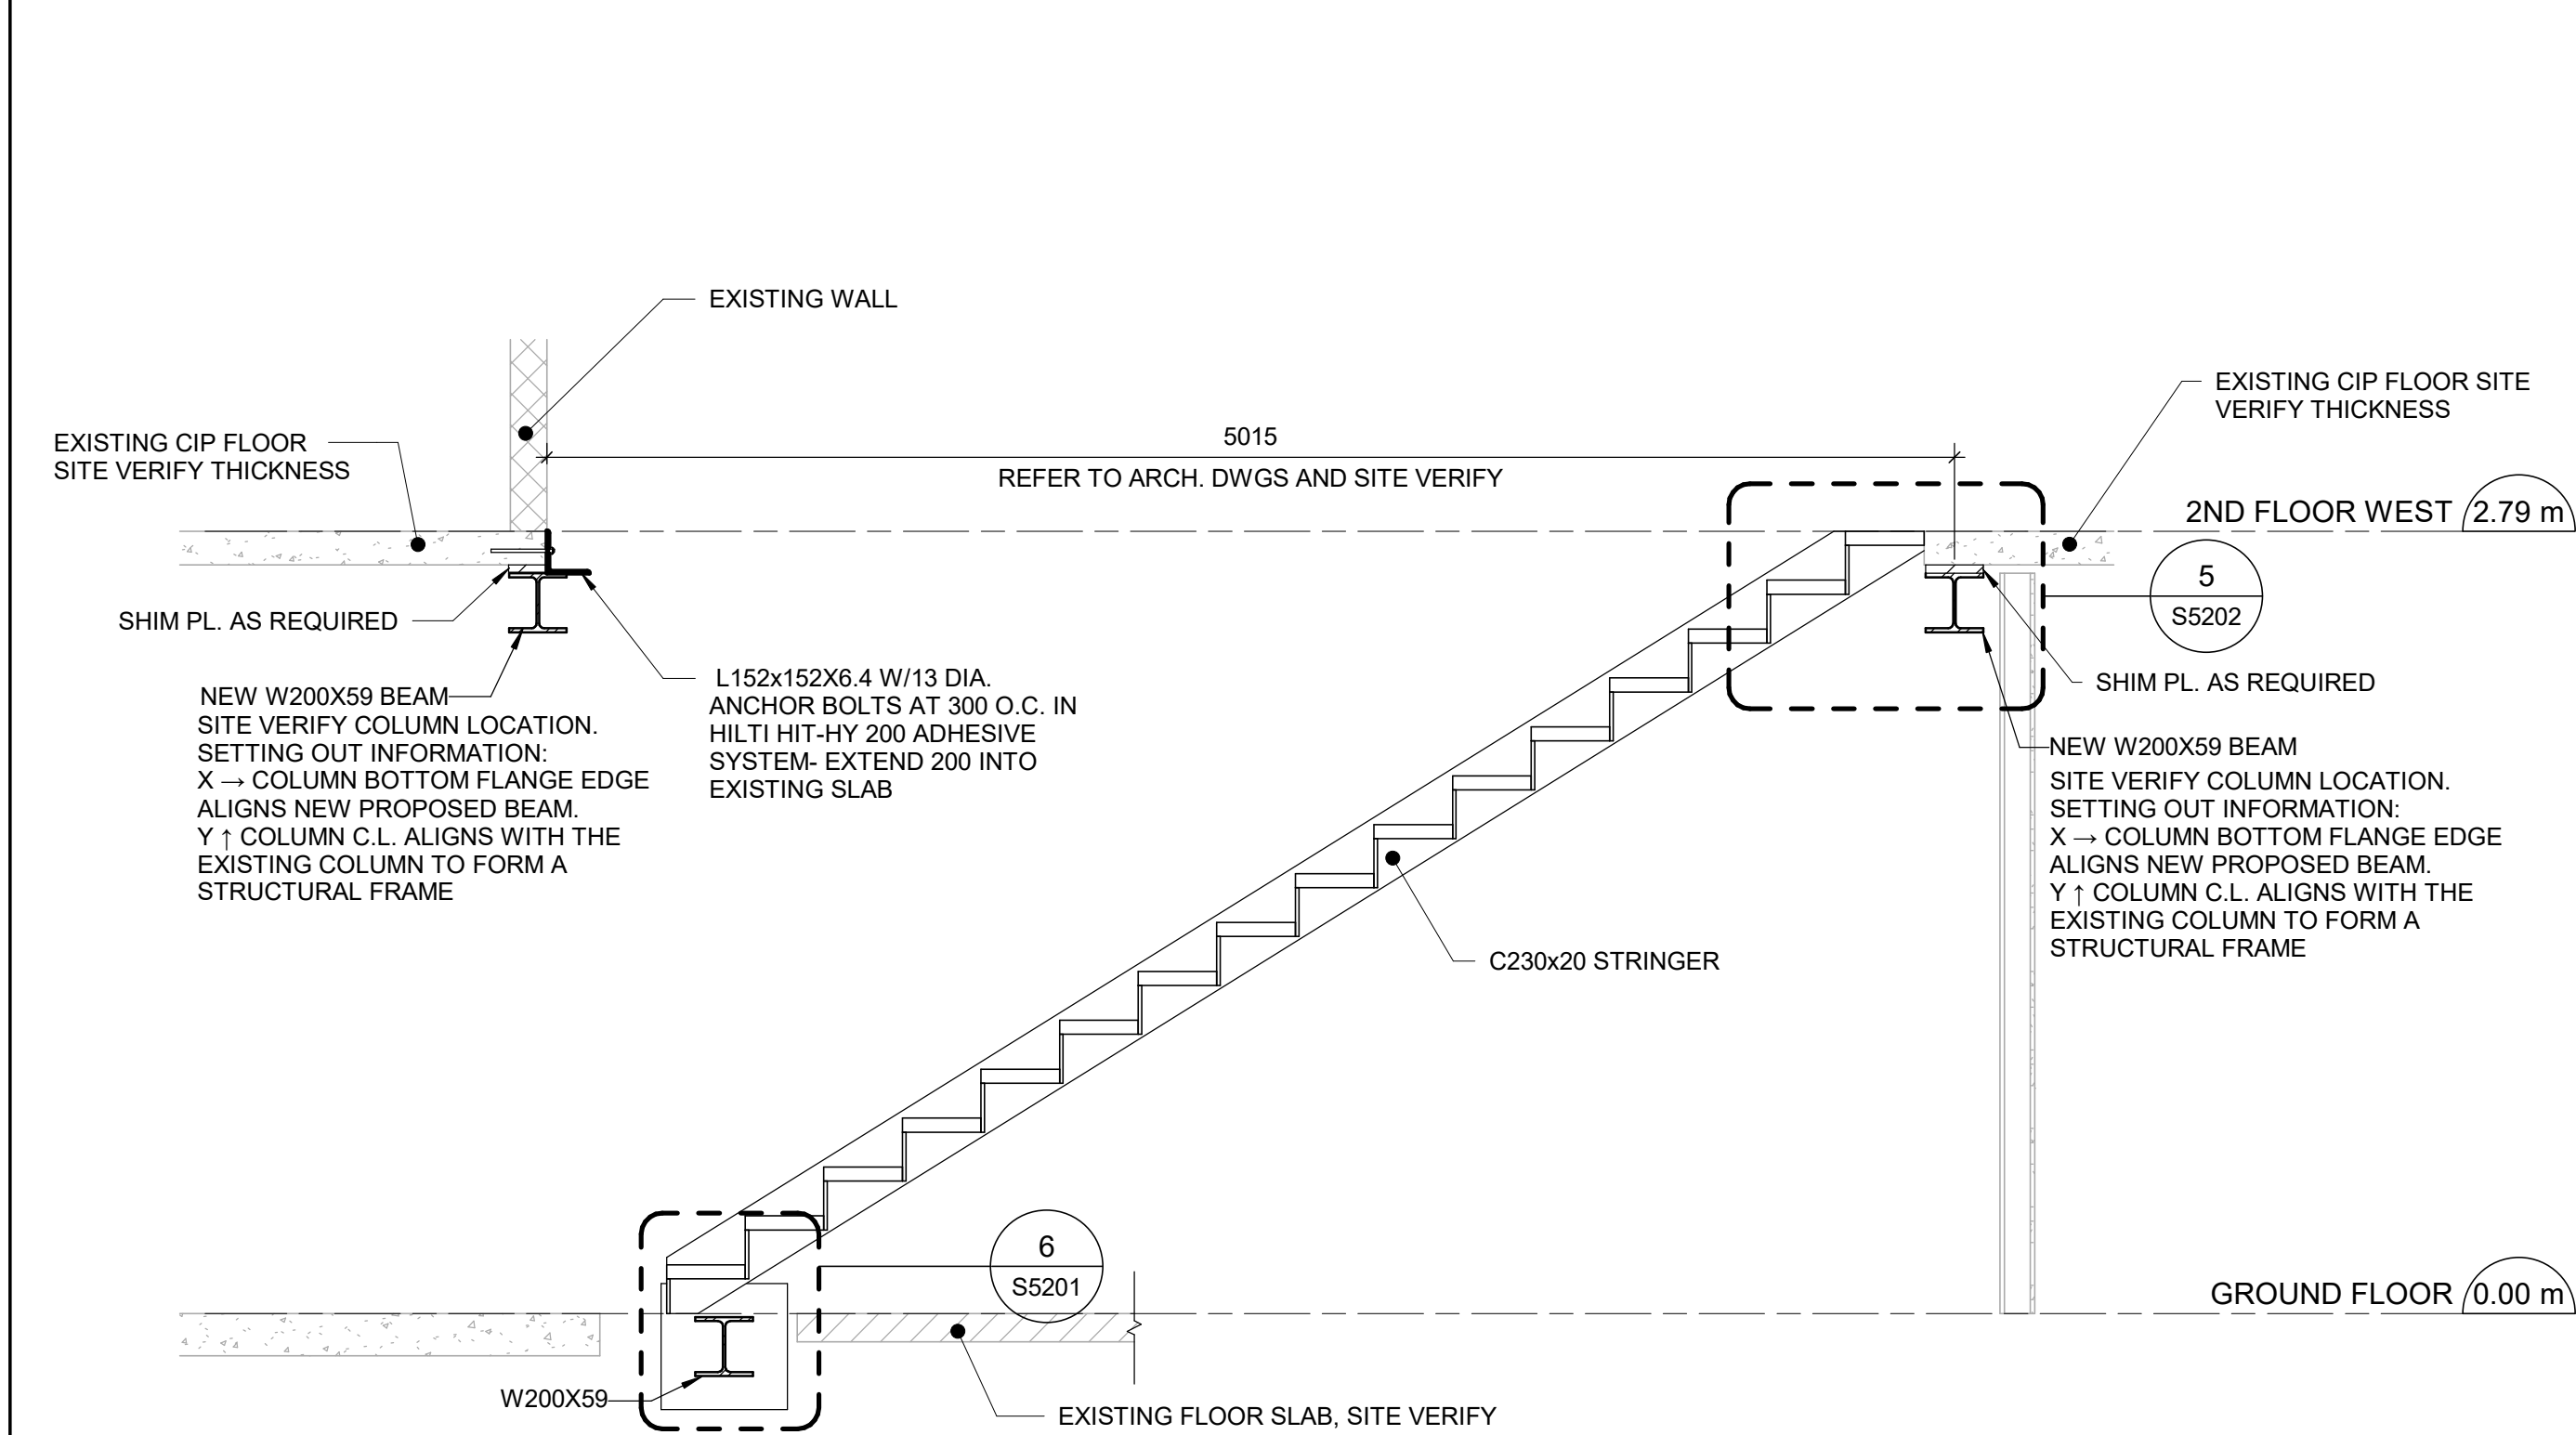 EXISTING WALL
EXISTING CIP FLOOR SITE
VERIFY THICKNESS
EXISTING CIP FLOOR
SITE VERIFY THICKNESS
5015
REFER TO ARCH. DWGS AND SITE VERIFY
2ND FLOOR WEST 2.79 m
5
S5202
SHIM PL. AS REQUIRED
SHIM PL. AS REQUIRED
NEW W200X59 BEAM
SITE VERIFY COLUMN LOCATION.
SETTING OUT INFORMATION:
X → COLUMN BOTTOM FLANGE EDGE
ALIGNS NEW PROPOSED BEAM.
Y ↑ COLUMN C.L. ALIGNS WITH THE
EXISTING COLUMN TO FORM A
STRUCTURAL FRAME
L152x152X6.4 W/13 DIA.
ANCHOR BOLTS AT 300 O.C. IN
HILTI HIT-HY 200 ADHESIVE
SYSTEM- EXTEND 200 INTO
EXISTING SLAB
NEW W200X59 BEAM
SITE VERIFY COLUMN LOCATION.
SETTING OUT INFORMATION:
X → COLUMN BOTTOM FLANGE EDGE
ALIGNS NEW PROPOSED BEAM.
Y ↑ COLUMN C.L. ALIGNS WITH THE
EXISTING COLUMN TO FORM A
STRUCTURAL FRAME
C230x20 STRINGER
6
S5201
GROUND FLOOR 0.00 m
W200X59
EXISTING FLOOR SLAB, SITE VERIFY